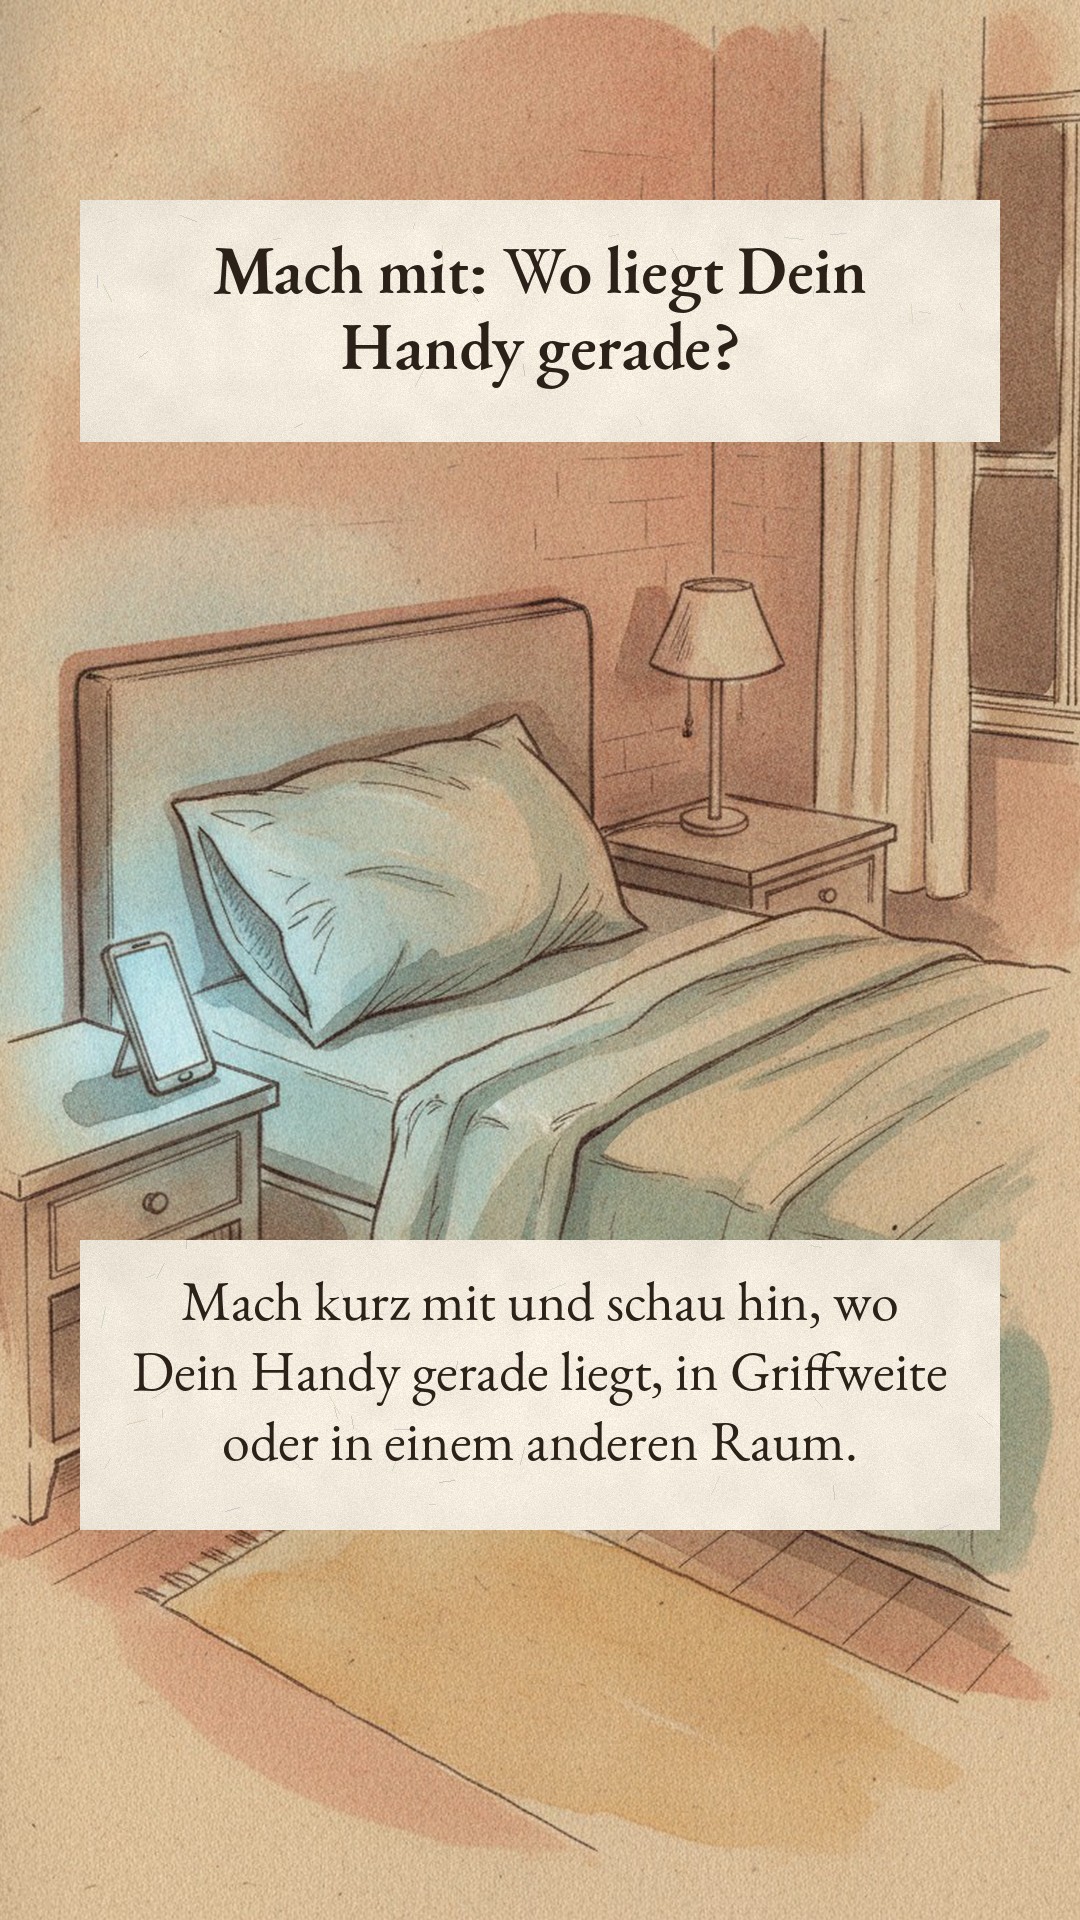 Mach mit: Wo liegt Dein
Handy gerade?
Mach kurz mit und schau hin, wo
Dein Handy gerade liegt, in Griffweite
oder in einem anderen Raum.